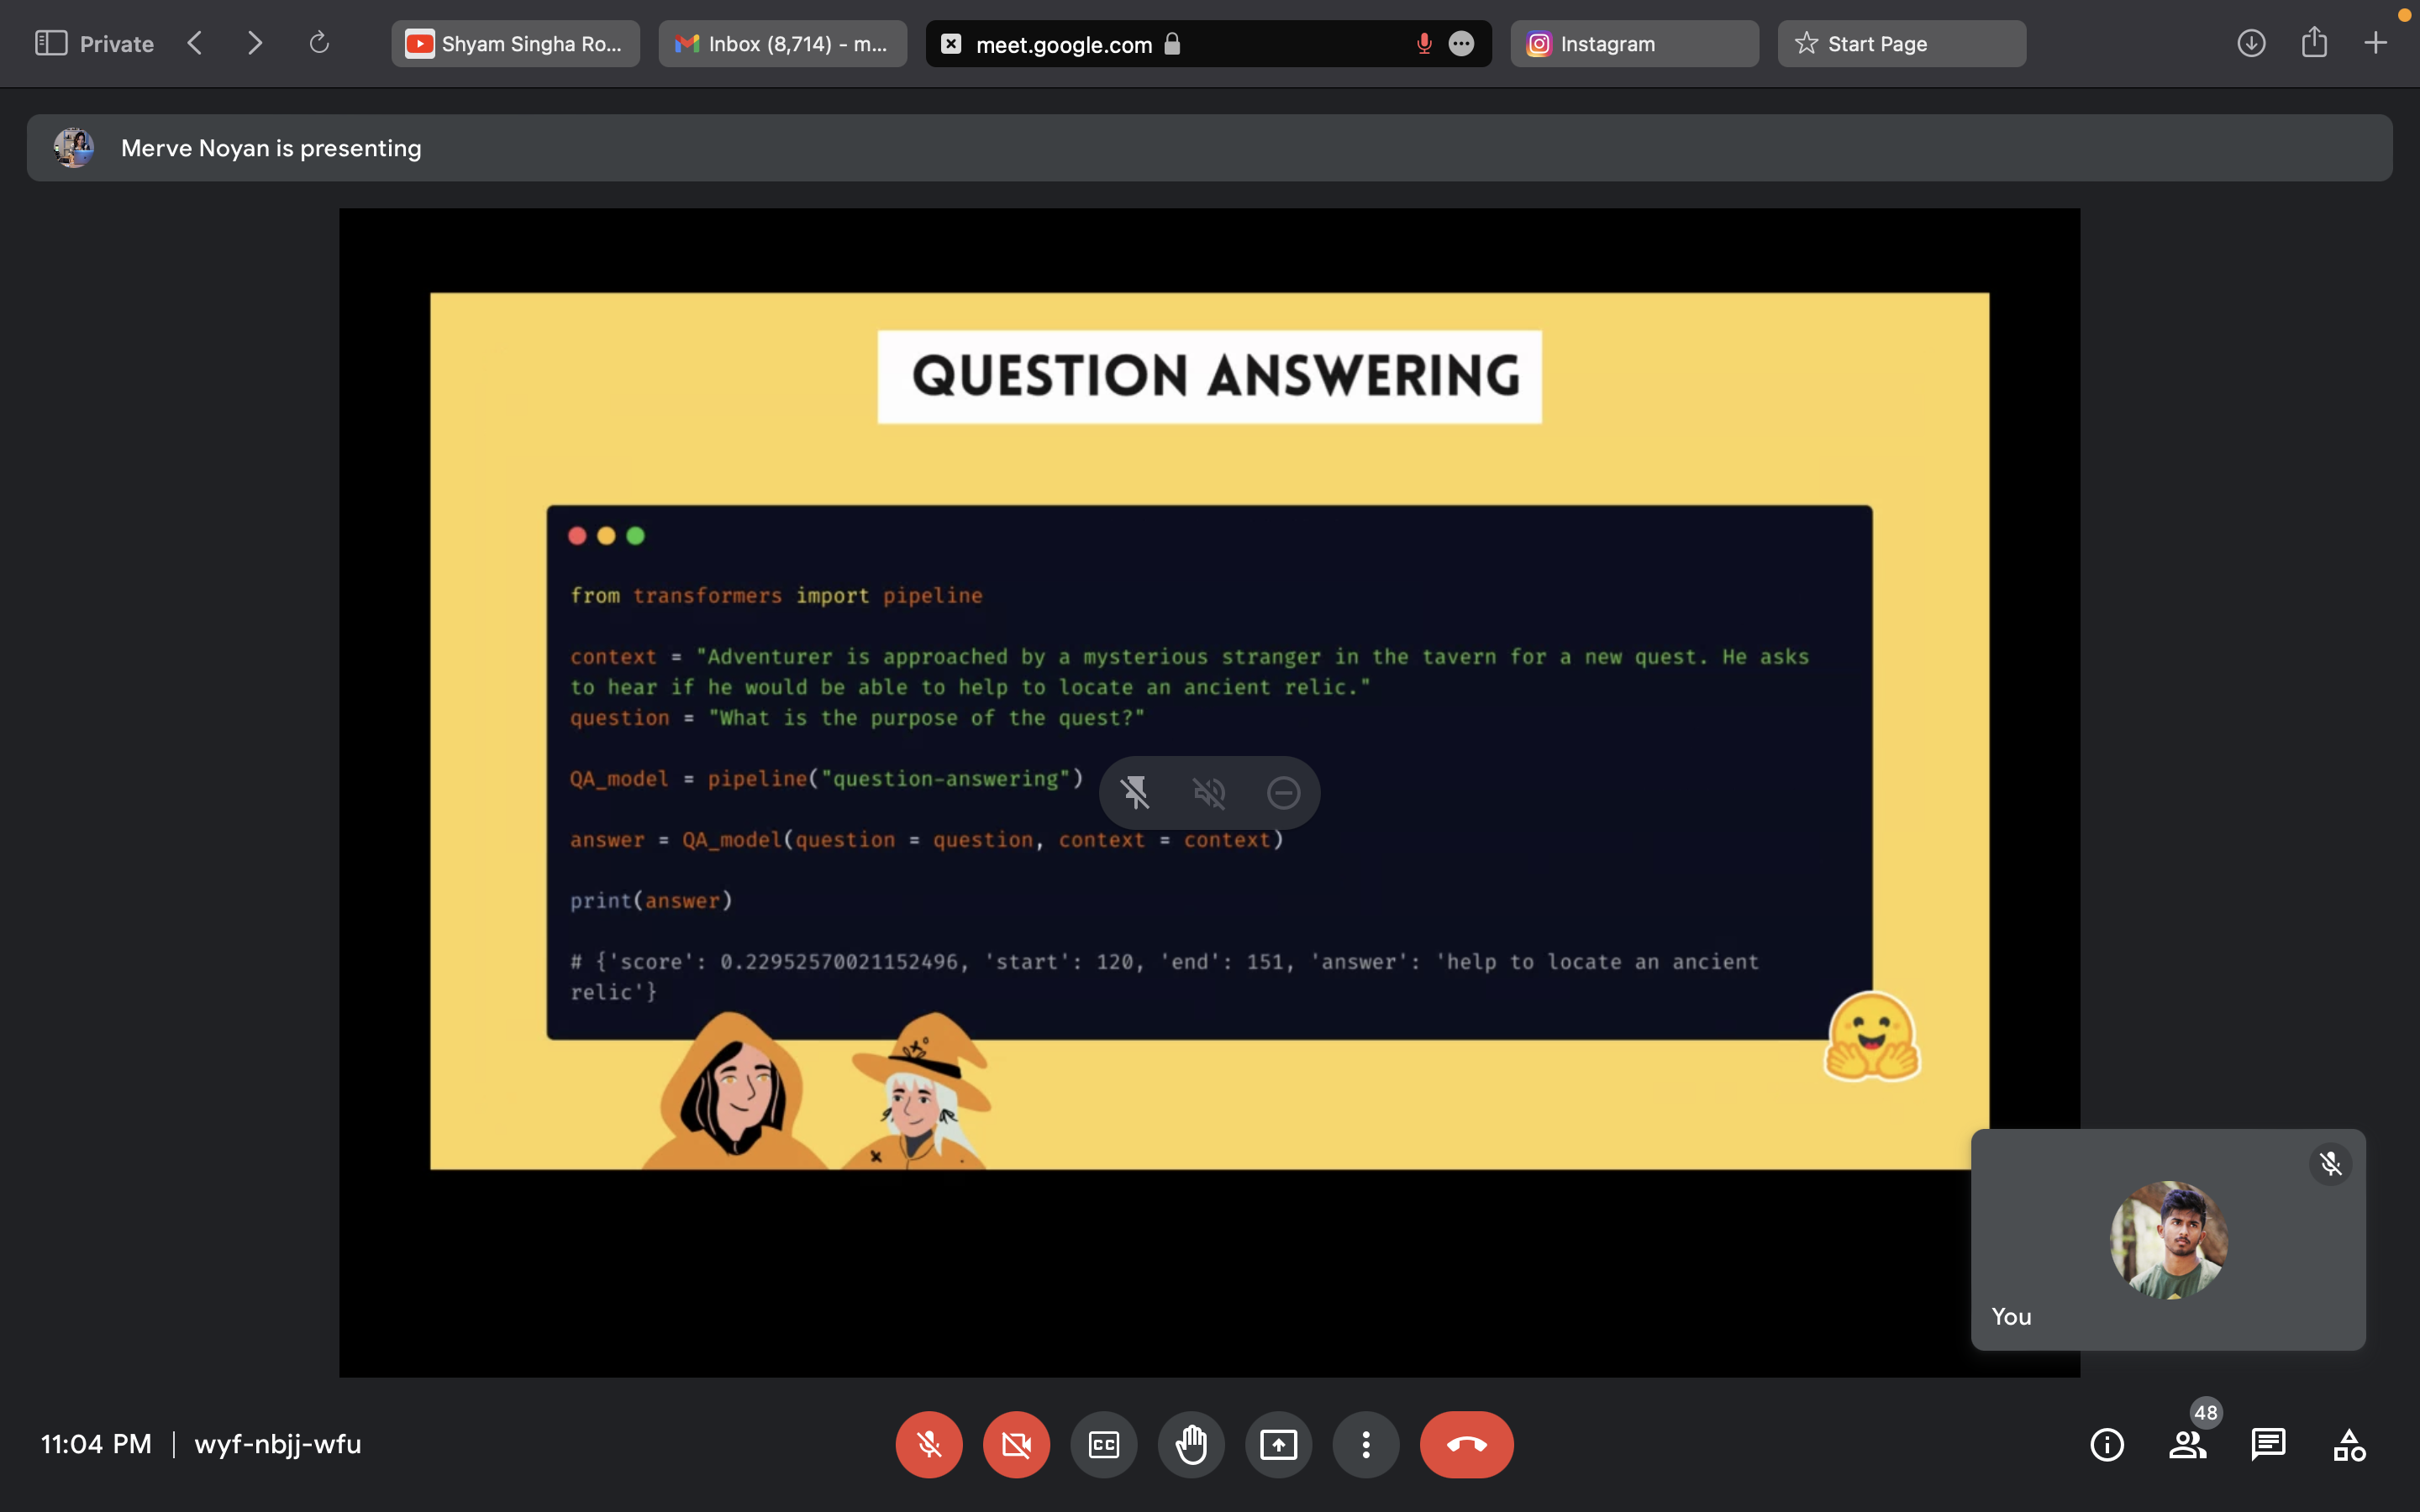 Private
Shyam Singha Ro...
Inbox (8,714) - m...
meet.google.com
Instagram
Start Page
Merve Noyan is presenting
QUESTION ANSWERING
from transformers import pipeline
context = "Adventurer is approached by a mysterious stranger in the tavern for a new quest. He asks
to hear if he would be able to help to locate an ancient relic."
question = "What is the purpose of the quest?"
QA_model = pipeline("question-answering")
answer = QA_model(question = question, context = context)
print(answer)
# {'score': 0.22952570021152496, 'start': 120, 'end': 151, 'answer': 'help to locate an ancient
relic'}
You
11:04 PM | wyf-nbjj-wfu
CC
48